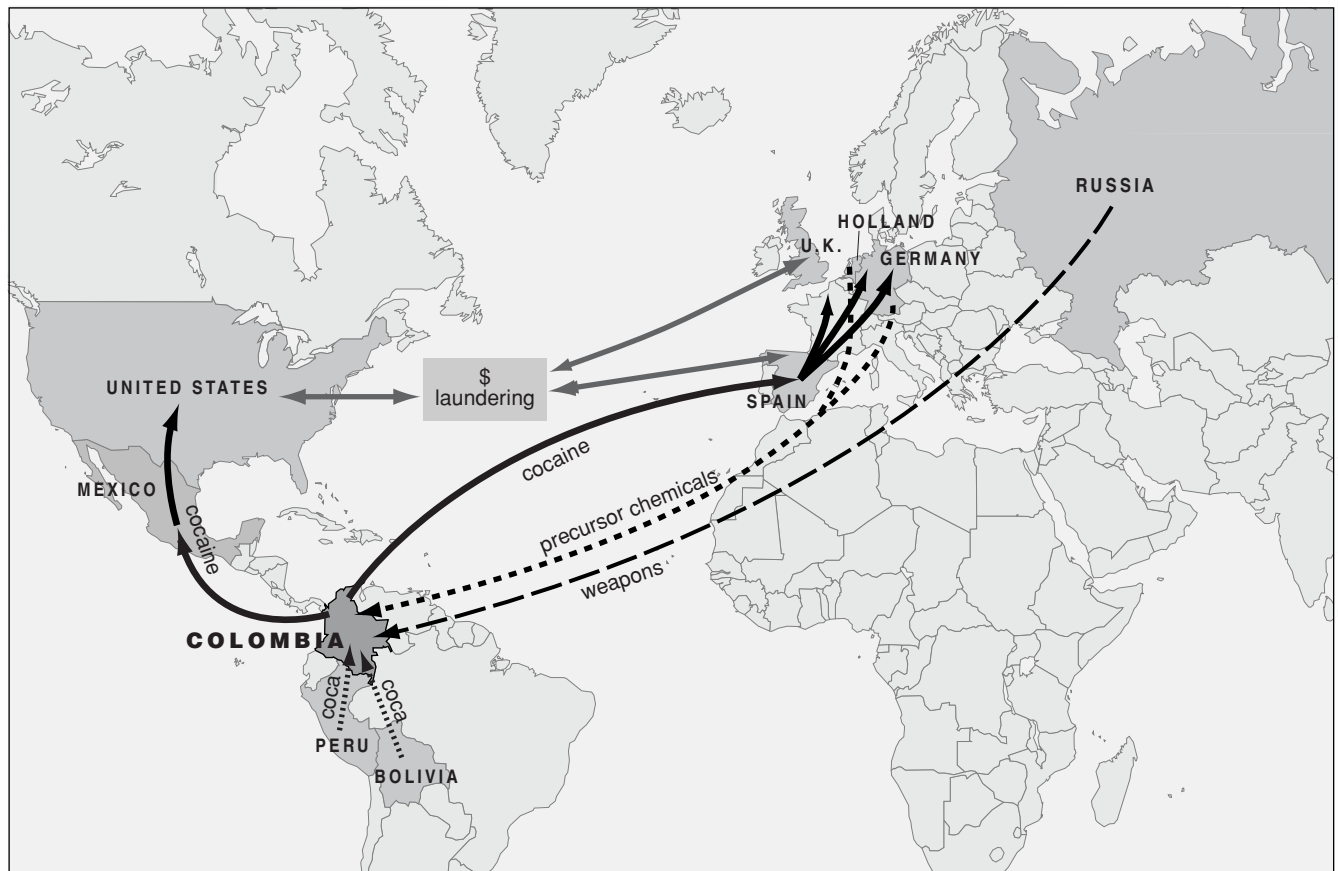 RUSSIA
HOLLAND
U.K.
GERMANY
$
laundering
UNITED STATES
SPAIN
cocaine
MEXICO
cocaine
precursor chemicals
weapons
COLOMBIA
coca
coca
PERU
BOLIVIA